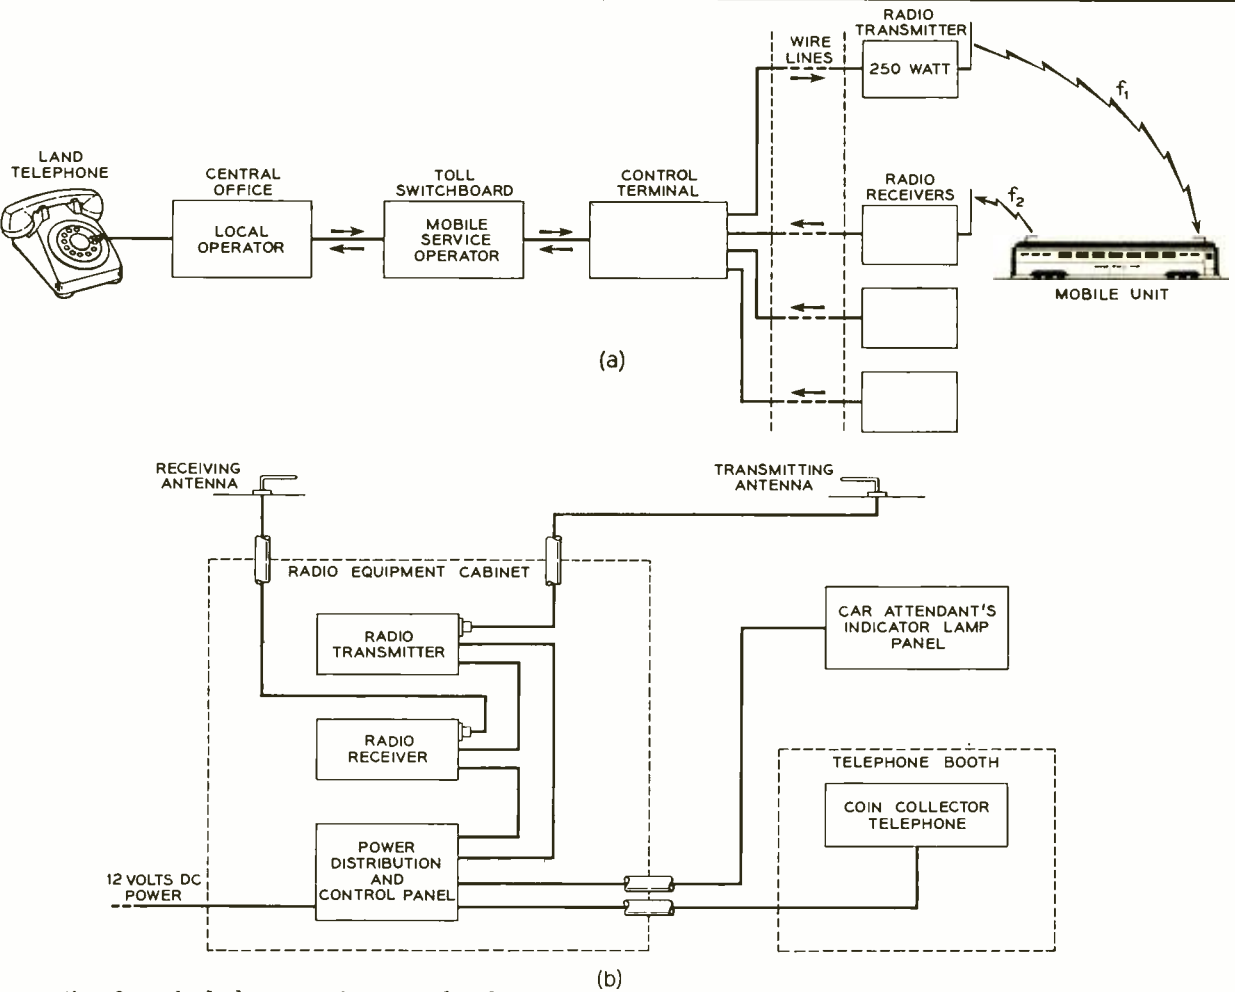 RADIO
TRANSMITTER
250 WATT
WIRE
LINES
f1
LAND
TELEPHONE
CENTRAL
OFFICE
LOCAL
OPERATOR
TOLL
SWITCHBOARD
MOBILE
SERVICE
OPERATOR
CONTROL
TERMINAL
RADIO
RECEIVERS
f2
MOBILE UNIT
(a)
RECEIVING
ANTENNA
TRANSMITTING
ANTENNA
RADIO EQUIPMENT CABINET
RADIO
TRANSMITTER
RADIO
RECEIVER
POWER
DISTRIBUTION
AND
CONTROL PANEL
12 VOLTS DC
POWER
CAR ATTENDANT'S
INDICATOR LAMP
PANEL
TELEPHONE BOOTH
COIN COLLECTOR
TELEPHONE
(b)